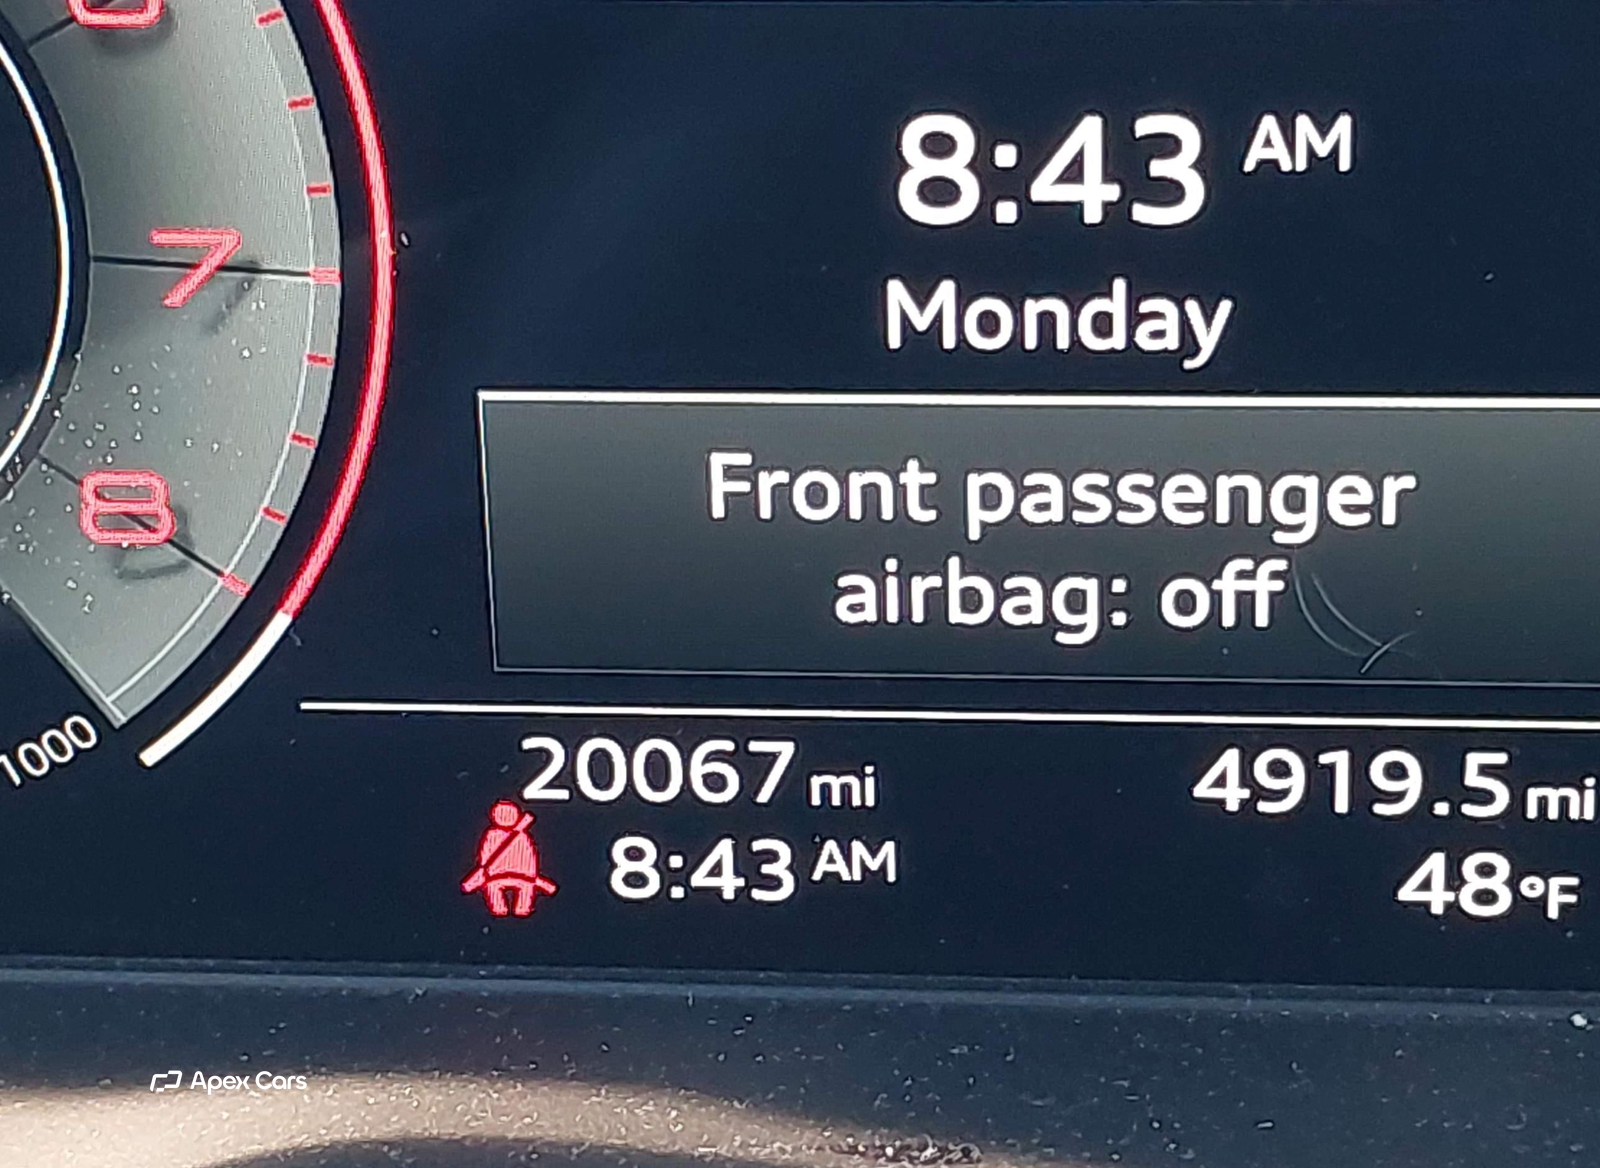 8:43 AM
Monday
7
Front passenger
airbag: off
8
1000
20067 mi
4919.5 mi
8:43 AM
48°F
Apex Cars